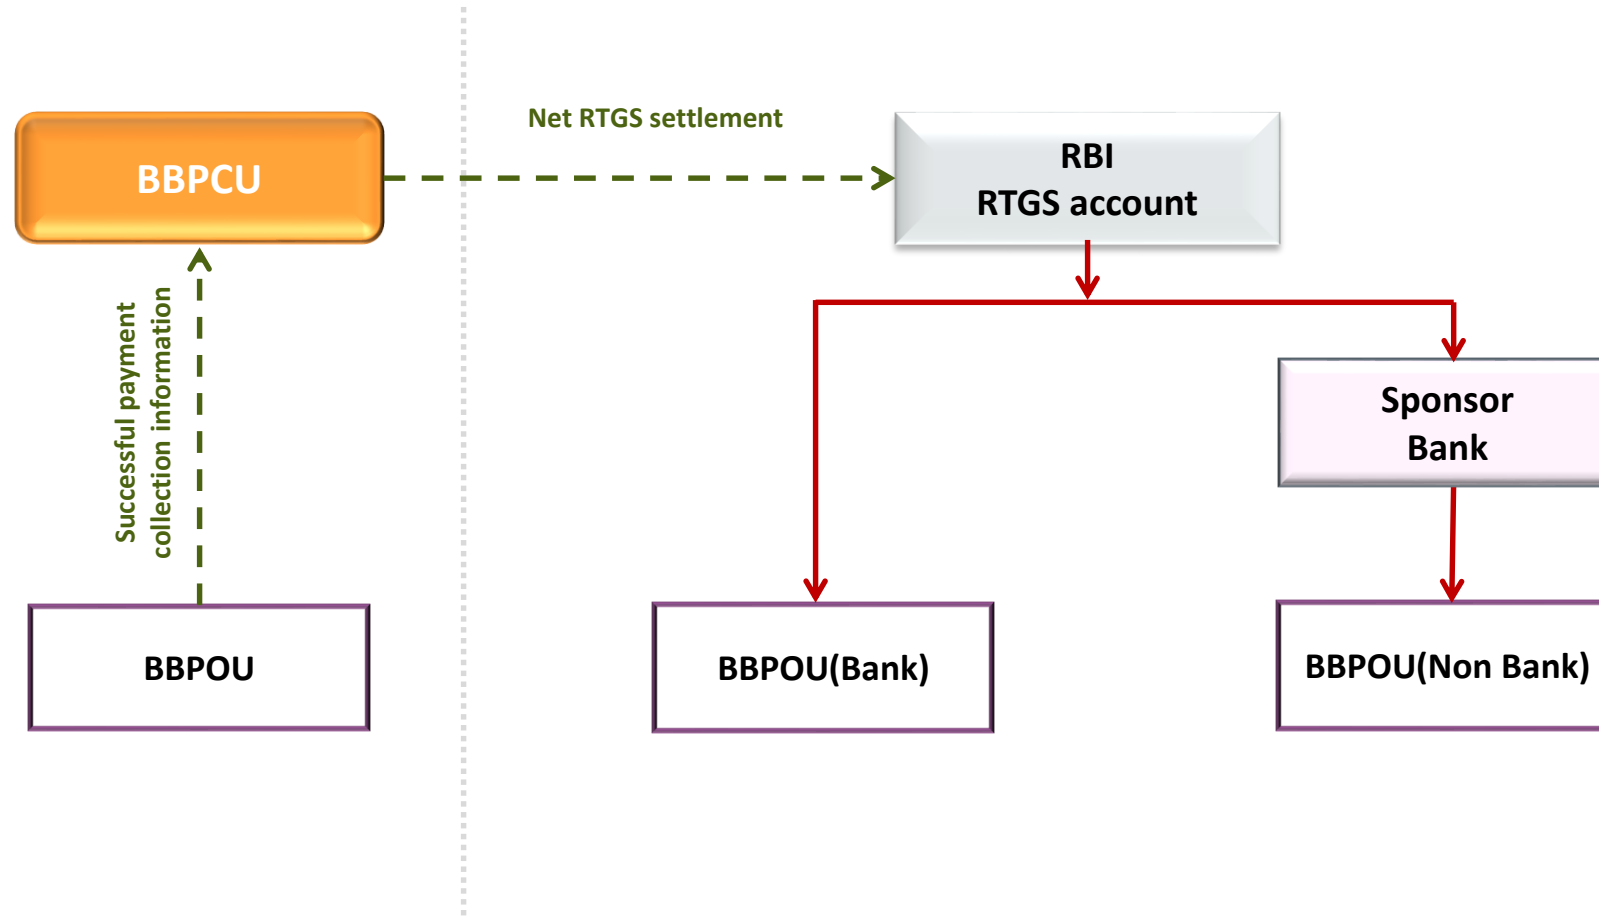 Net RTGS settlement
BBPCU
RBI
RTGS account
Successful payment
collection information
Sponsor
Bank
BBPOU
BBPOU(Bank)
BBPOU(Non Bank)